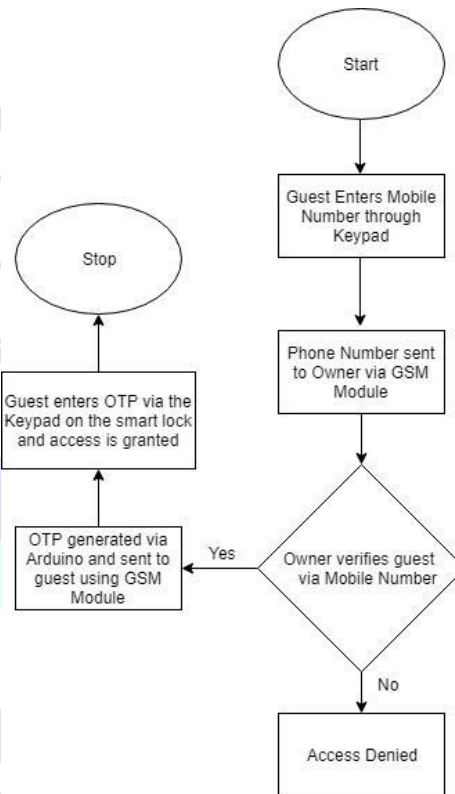 Start
Guest Enters Mobile
Number through
Keypad
Phone Number sent
to Owner via GSM
Module
Owner verifies guest
via Mobile Number
Yes
OTP generated via
Arduino and sent to
guest using GSM
Module
Guest enters OTP via the
Keypad on the smart lock
and access is granted
Stop
No
Access Denied